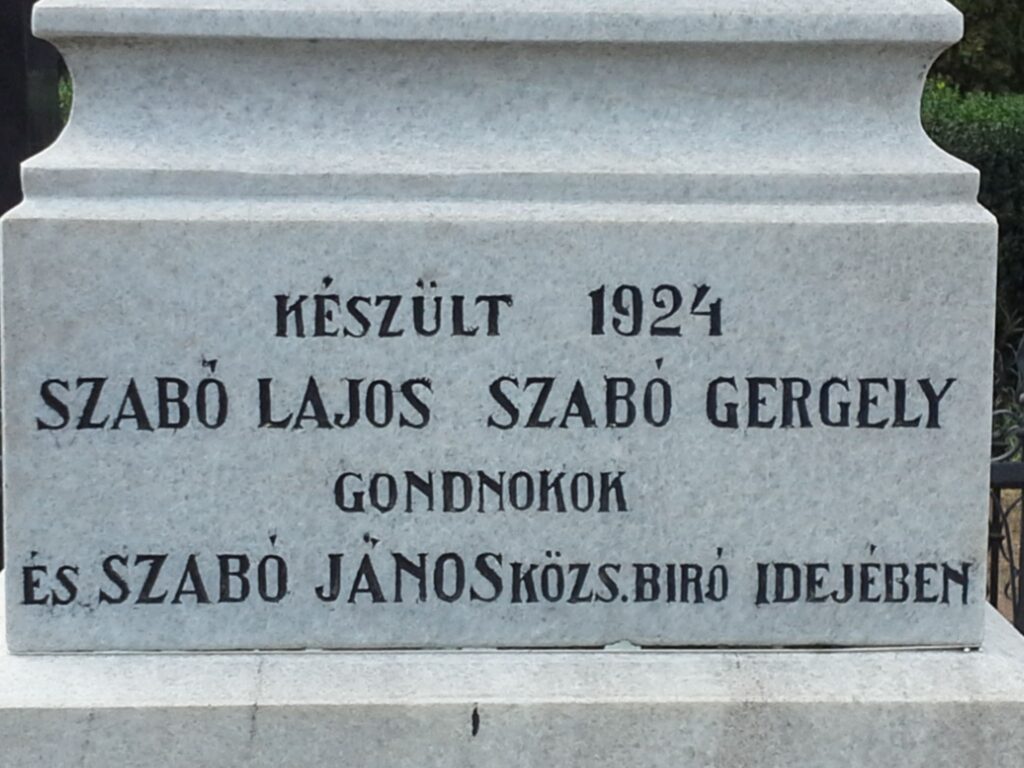 KÉSZÜLT 1924
SZABÓ LAJOS SZABÓ GERGELY
GONDNOKOK
ÉS SZABÓ JÁNOS KÖZS. BIRÓ IDEJÉBEN